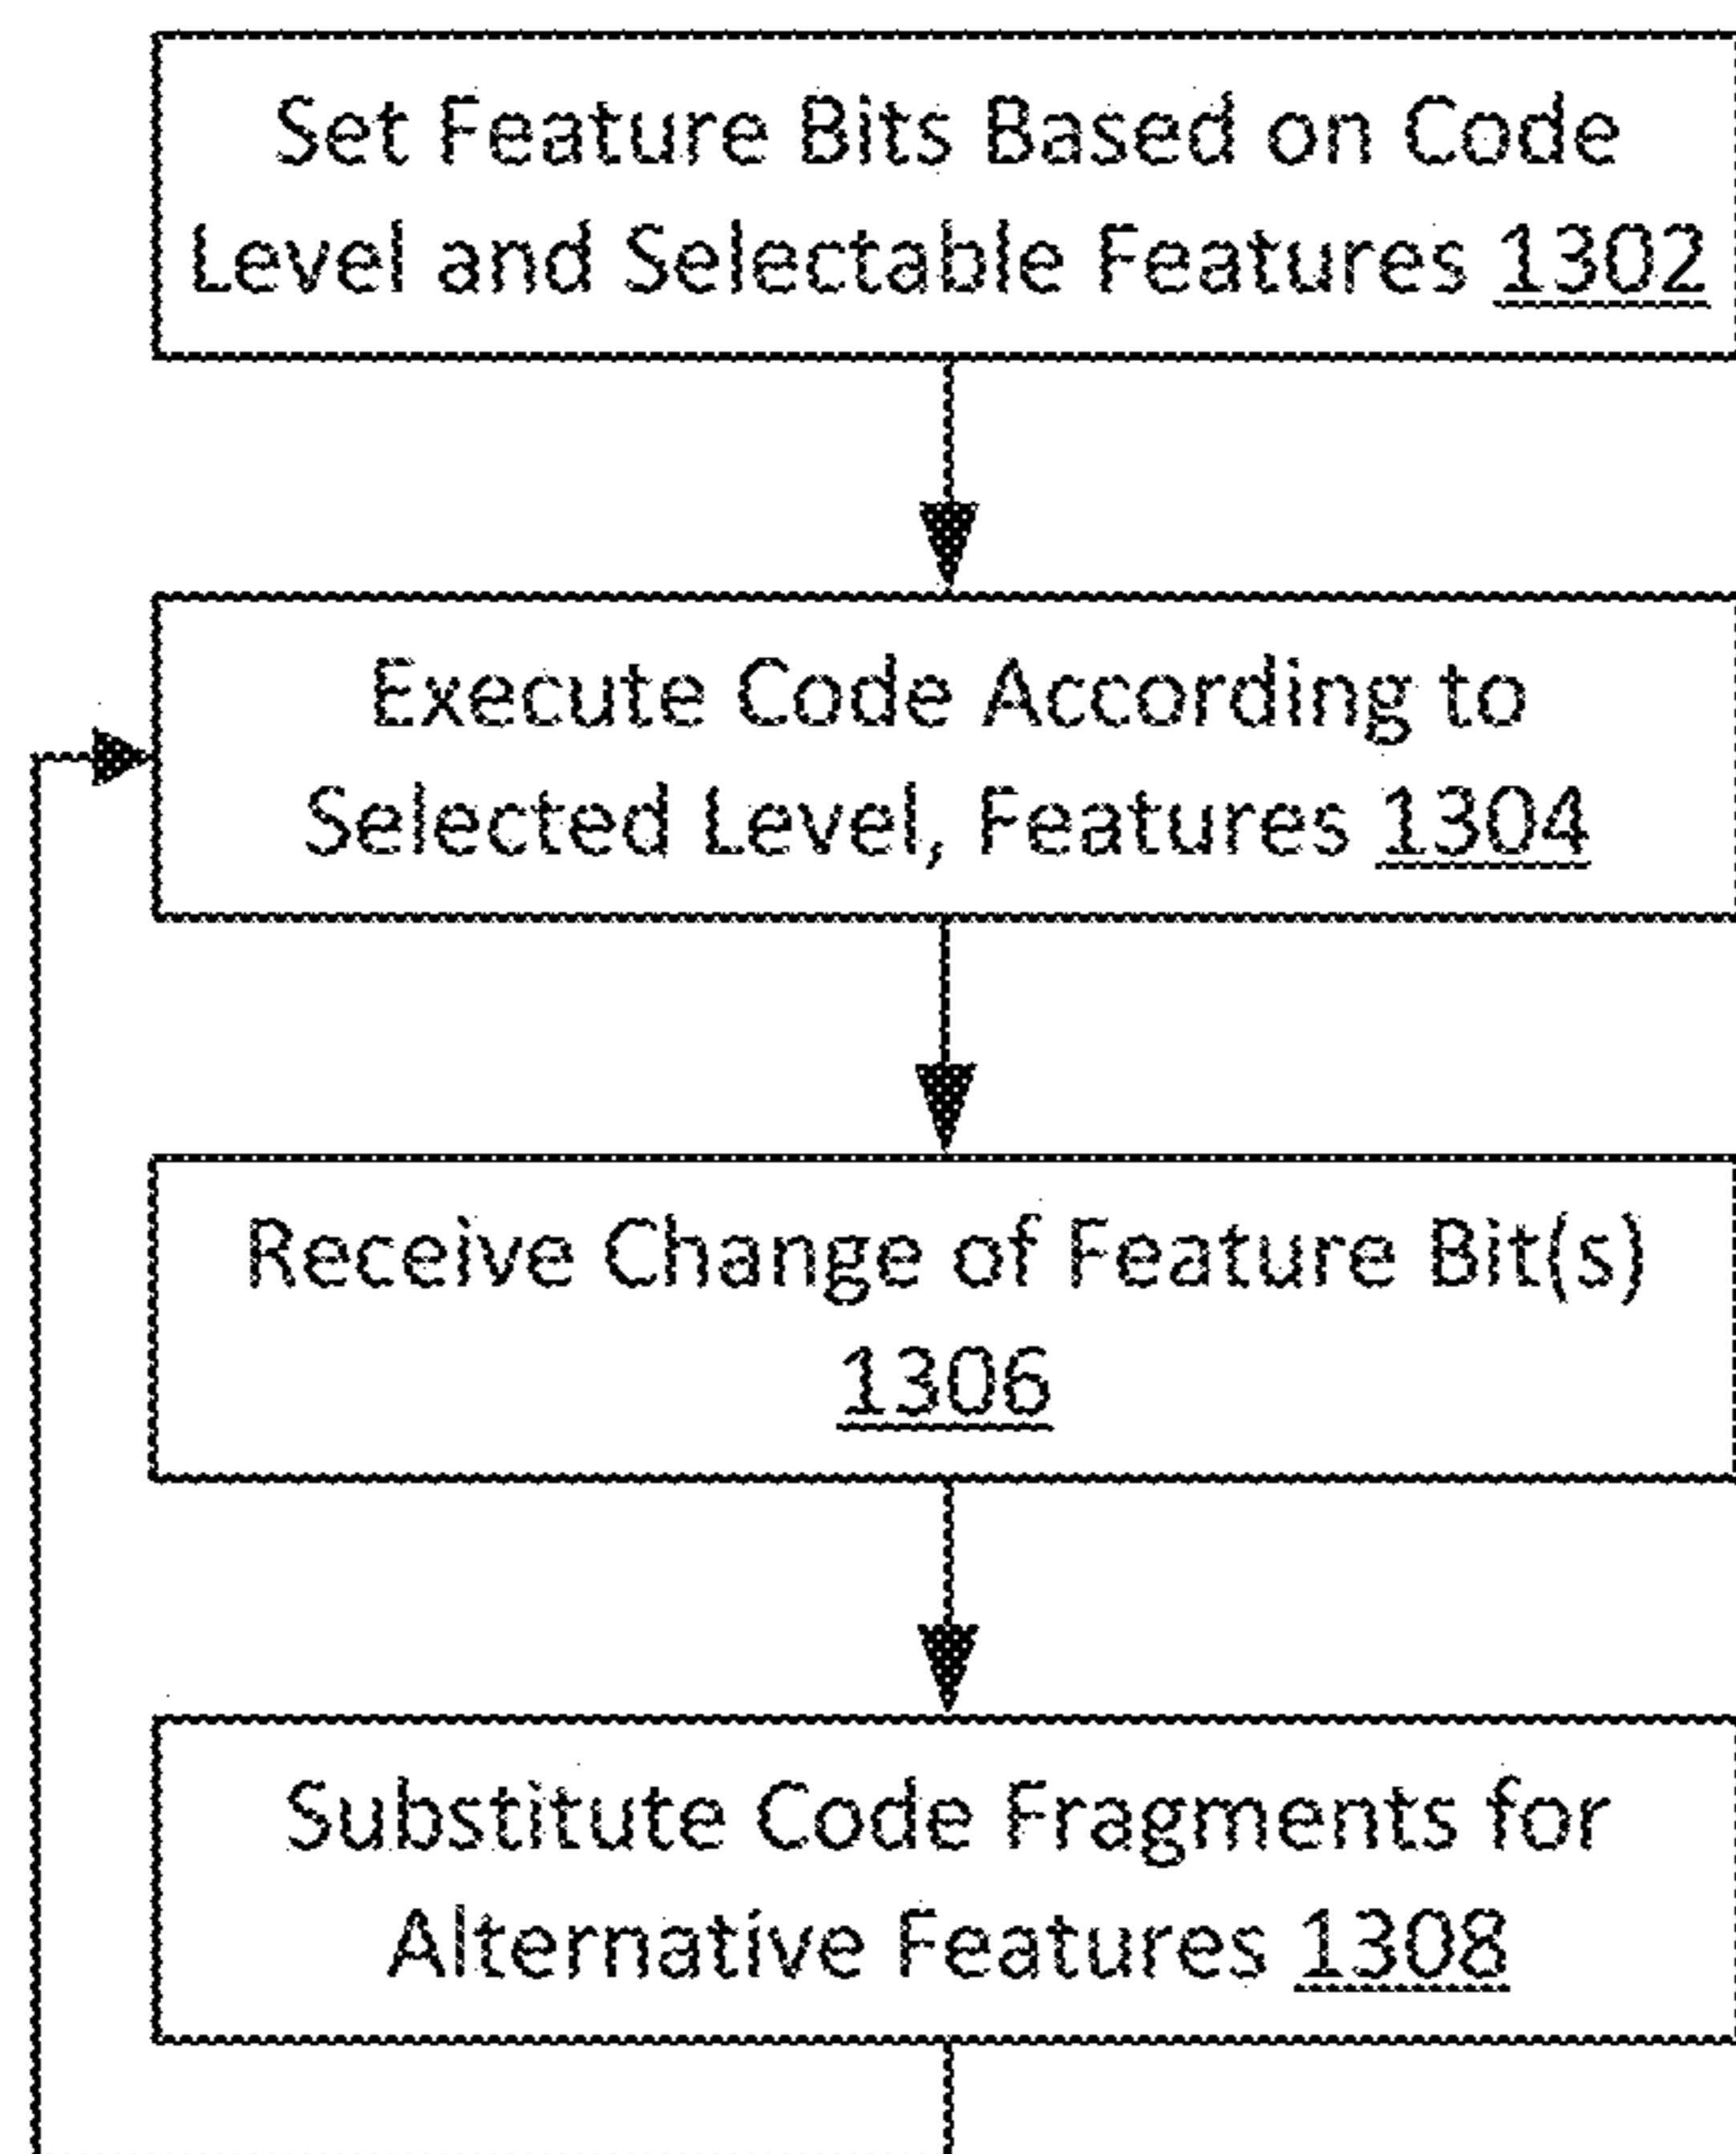 Set Feature Bits Based on Code
Level and Selectable Features 1302
Execute Code According to
Selected Level, Features 1304
Receive Change of Feature Bit(s)
1306
Substitute Code Fragments for
Alternative Features 1308